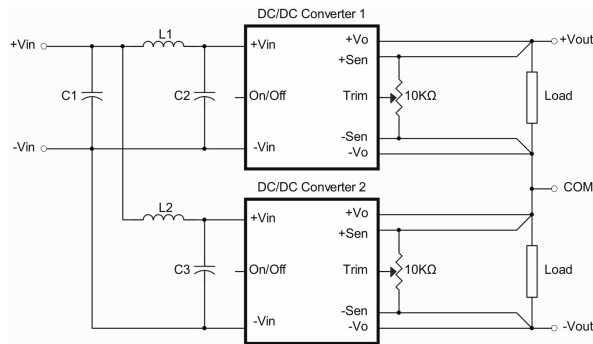 DC/DC Converter 1
+Vin
L1
+Vin
+Vo
+Vout
+Sen
C1
C2
On/Off
Trim
10KΩ
Load
-Sen
-Vin
-Vin
-Vo
COM
DC/DC Converter 2
L2
+Vin
+Vo
+Sen
C3
On/Off
Trim
10KΩ
Load
-Sen
-Vin
-Vo
-Vout